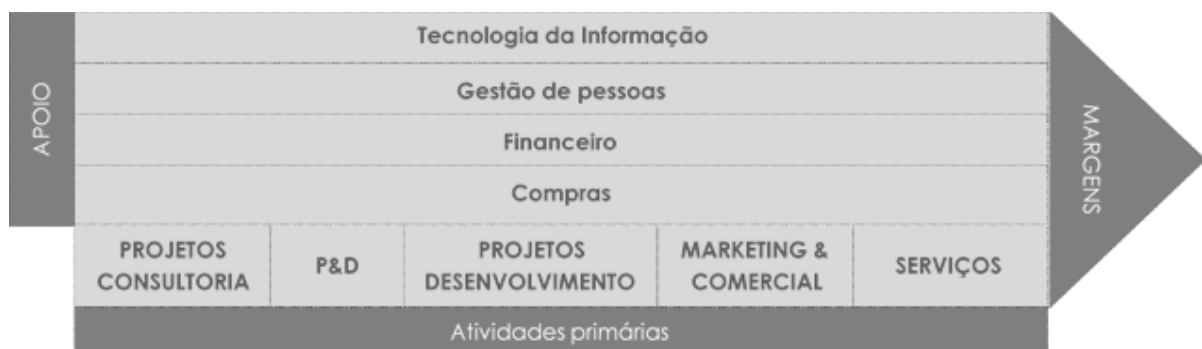 Tecnologia da Informação
Gestão de pessoas
Financeiro
Compras
APOIO
MARGENS
PROJETOS
CONSULTORIA
P&D
PROJETOS
DESENVOLVIMENTO
MARKETING &
COMERCIAL
SERVIÇOS
Atividades primárias